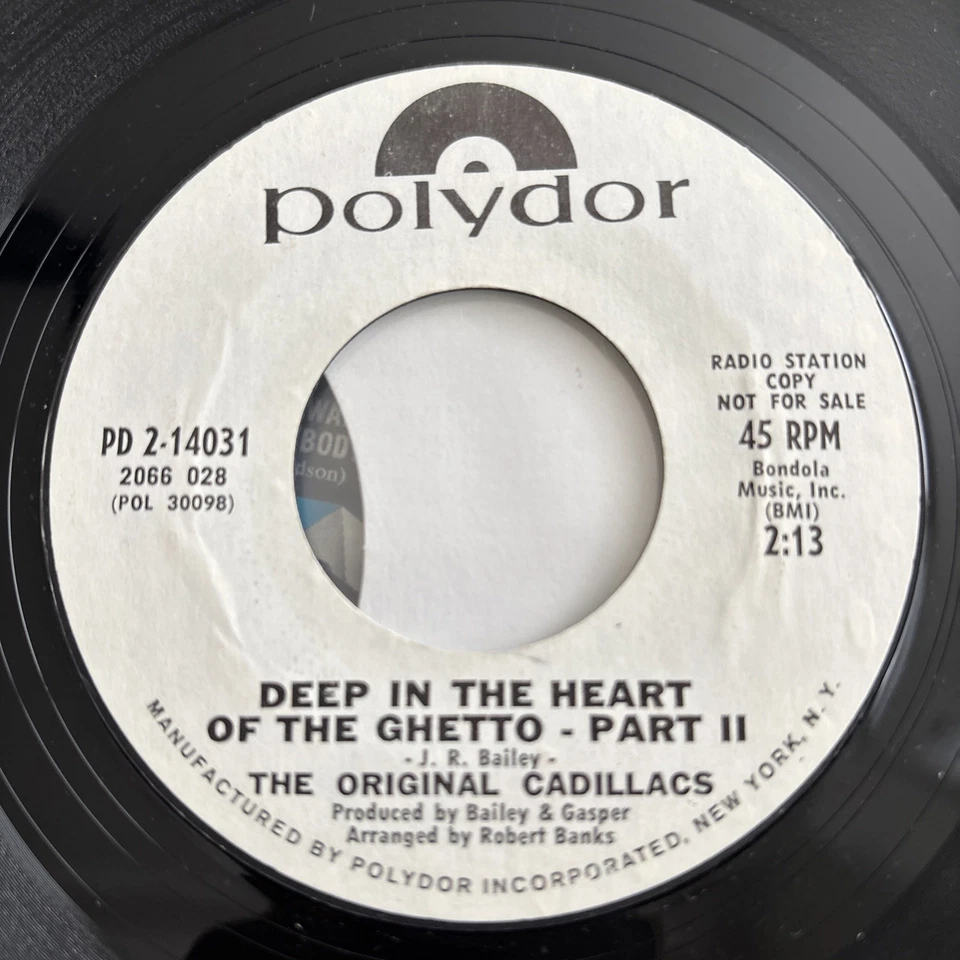 polydor
RADIO STATION
COPY
NOT FOR SALE
45 RPM
Bondola
Music, Inc.
(BMI)
2:13
PD 2-14031
2066 028
(POL 30098)
BOD
dson)
DEEP IN THE HEART
OF THE GHETTO - PART II
- J. R. Bailey -
THE ORIGINAL CADILLACS
Produced by Bailey & Gasper
Arranged by Robert Banks
MANUFACTURED BY POLYDOR INCORPORATED, NEW YORK, N. Y.